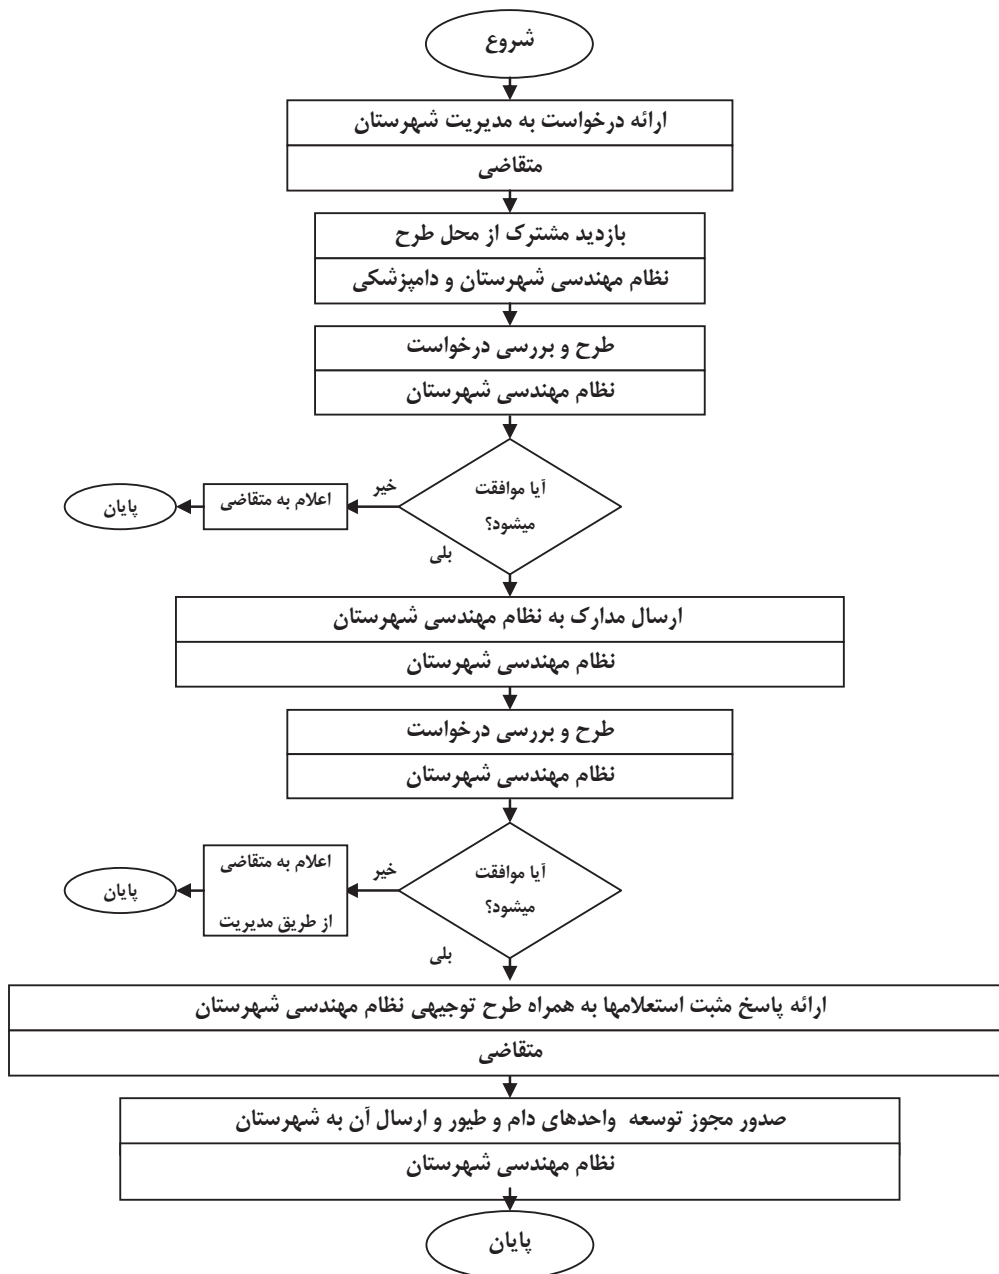 شروع
ارائه درخواست به مدیریت شهرستان
متقاضی
بازدید مشترک از محل طرح
نظام مهندسی شهرستان و دامپزشکی
طرح و بررسی درخواست
نظام مهندسی شهرستان
آیا موافقت
میشود؟
خیر
اعلام به متقاضی
پایان
بلی
ارسال مدارک به نظام مهندسی شهرستان
نظام مهندسی شهرستان
طرح و بررسی درخواست
نظام مهندسی شهرستان
آیا موافقت
میشود؟
خیر
اعلام به متقاضی
از طریق مدیریت
پایان
بلی
ارائه پاسخ مثبت استعلامها به همراه طرح توجیهی نظام مهندسی شهرستان
متقاضی
صدور مجوز توسعه واحدهای دام و طیور و ارسال آن به شهرستان
نظام مهندسی شهرستان
پایان